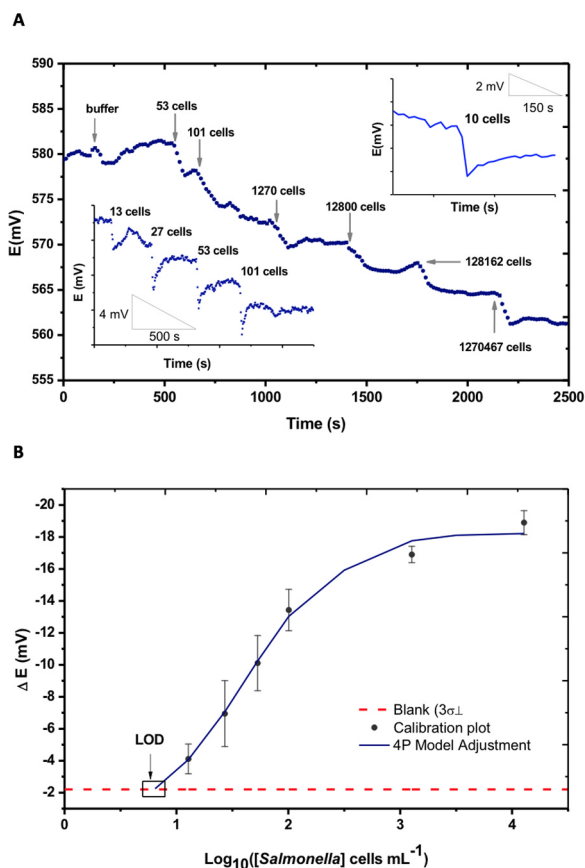 A
590
585
580
575
570
565
560
555
E(mV)
0
500
1000
1500
2000
2500
Time (s)
buffer
53 cells
101 cells
1270 cells
12800 cells
128162 cells
1270467 cells
2 mV
150 s
10 cells
E(mV)
Time (s)
13 cells
27 cells
53 cells
101 cells
E (mV)
4 mV
500 s
Time (s)
B
-20
-18
-16
-14
-12
-10
-8
-6
-4
-2
Δ E (mV)
LOD
Blank (3σ⊥
Calibration plot
4P Model Adjustment
0
1
2
3
4
Log10([Salmonella] cells mL-1)